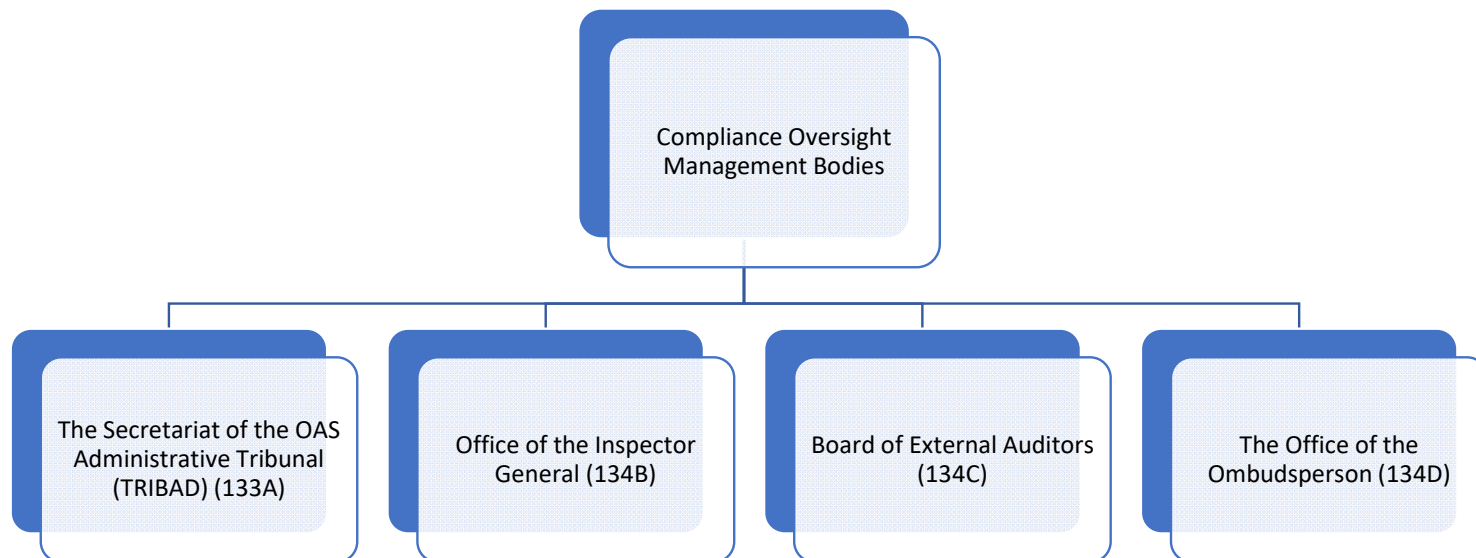 Compliance Oversight
Management Bodies
The Secretariat of the OAS
Administrative Tribunal
(TRIBAD) (133A)
Office of the Inspector
General (134B)
Board of External Auditors
(134C)
The Office of the
Ombudsperson (134D)